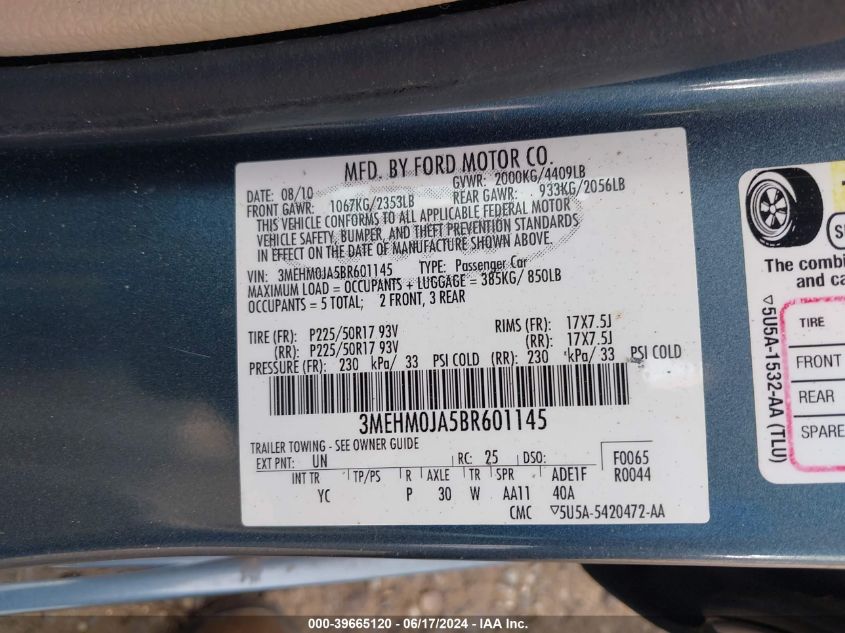 MFD. BY FORD MOTOR CO.
DATE: 08/10 GVWR: 2000KG/4409LB
FRONT GAWR: 1067KG/2353LB REAR GAWR: 933KG/2056LB
THIS VEHICLE CONFORMS TO ALL APPLICABLE FEDERAL MOTOR
VEHICLE SAFETY, BUMPER, AND THEFT PREVENTION STANDARDS
IN EFFECT ON THE DATE OF MANUFACTURE SHOWN ABOVE.
VIN: 3MEHM0JA5BR601145 TYPE: Passenger Car
MAXIMUM LOAD = OCCUPANTS + LUGGAGE = 385KG/ 850LB
OCCUPANTS = 5 TOTAL; 2 FRONT, 3 REAR
TIRE (FR): P225/50R17 93V RIMS (FR): 17X7.5J
(RR): P225/50R17 93V (RR): 17X7.5J
PRESSURE (FR): 230 kPa/ 33 PSI COLD (RR): 230 kPa/ 33 PSI COLD
3MEHM0JA5BR601145
TRAILER TOWING - SEE OWNER GUIDE
EXT PNT: UN RC: 25 DSO: F0065
INT TR TP/PS R AXLE TR SPR ADE1F R0044
YC P 30 W AA11 40A
CMC ▽5U5A-5420472-AA
The combin
and ca
TIRE
FRONT
REAR
SPARE
▽5U5A-1532-AA (TLU)
000-39665120 - 06/17/2024 - IAA Inc.